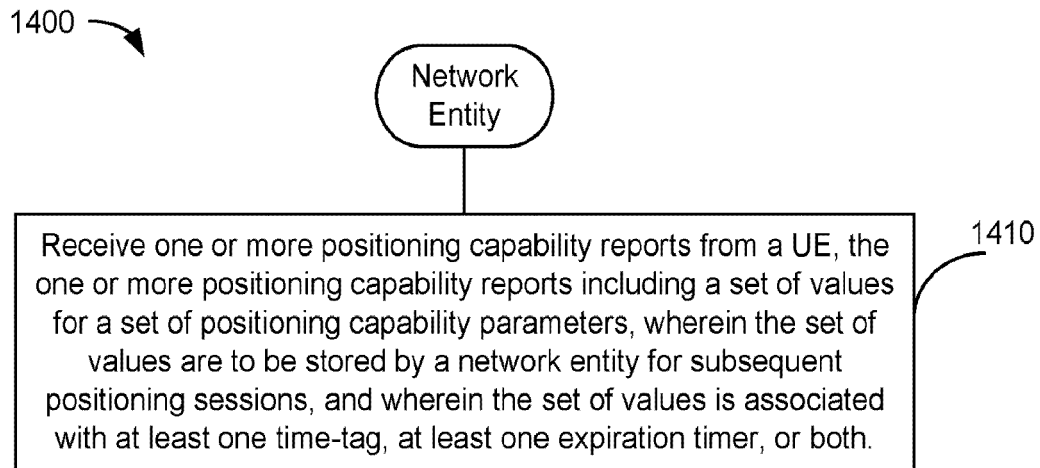 1400
Network
Entity
Receive one or more positioning capability reports from a UE, the
one or more positioning capability reports including a set of values
for a set of positioning capability parameters, wherein the set of
values are to be stored by a network entity for subsequent
positioning sessions, and wherein the set of values is associated
with at least one time-tag, at least one expiration timer, or both.
1410